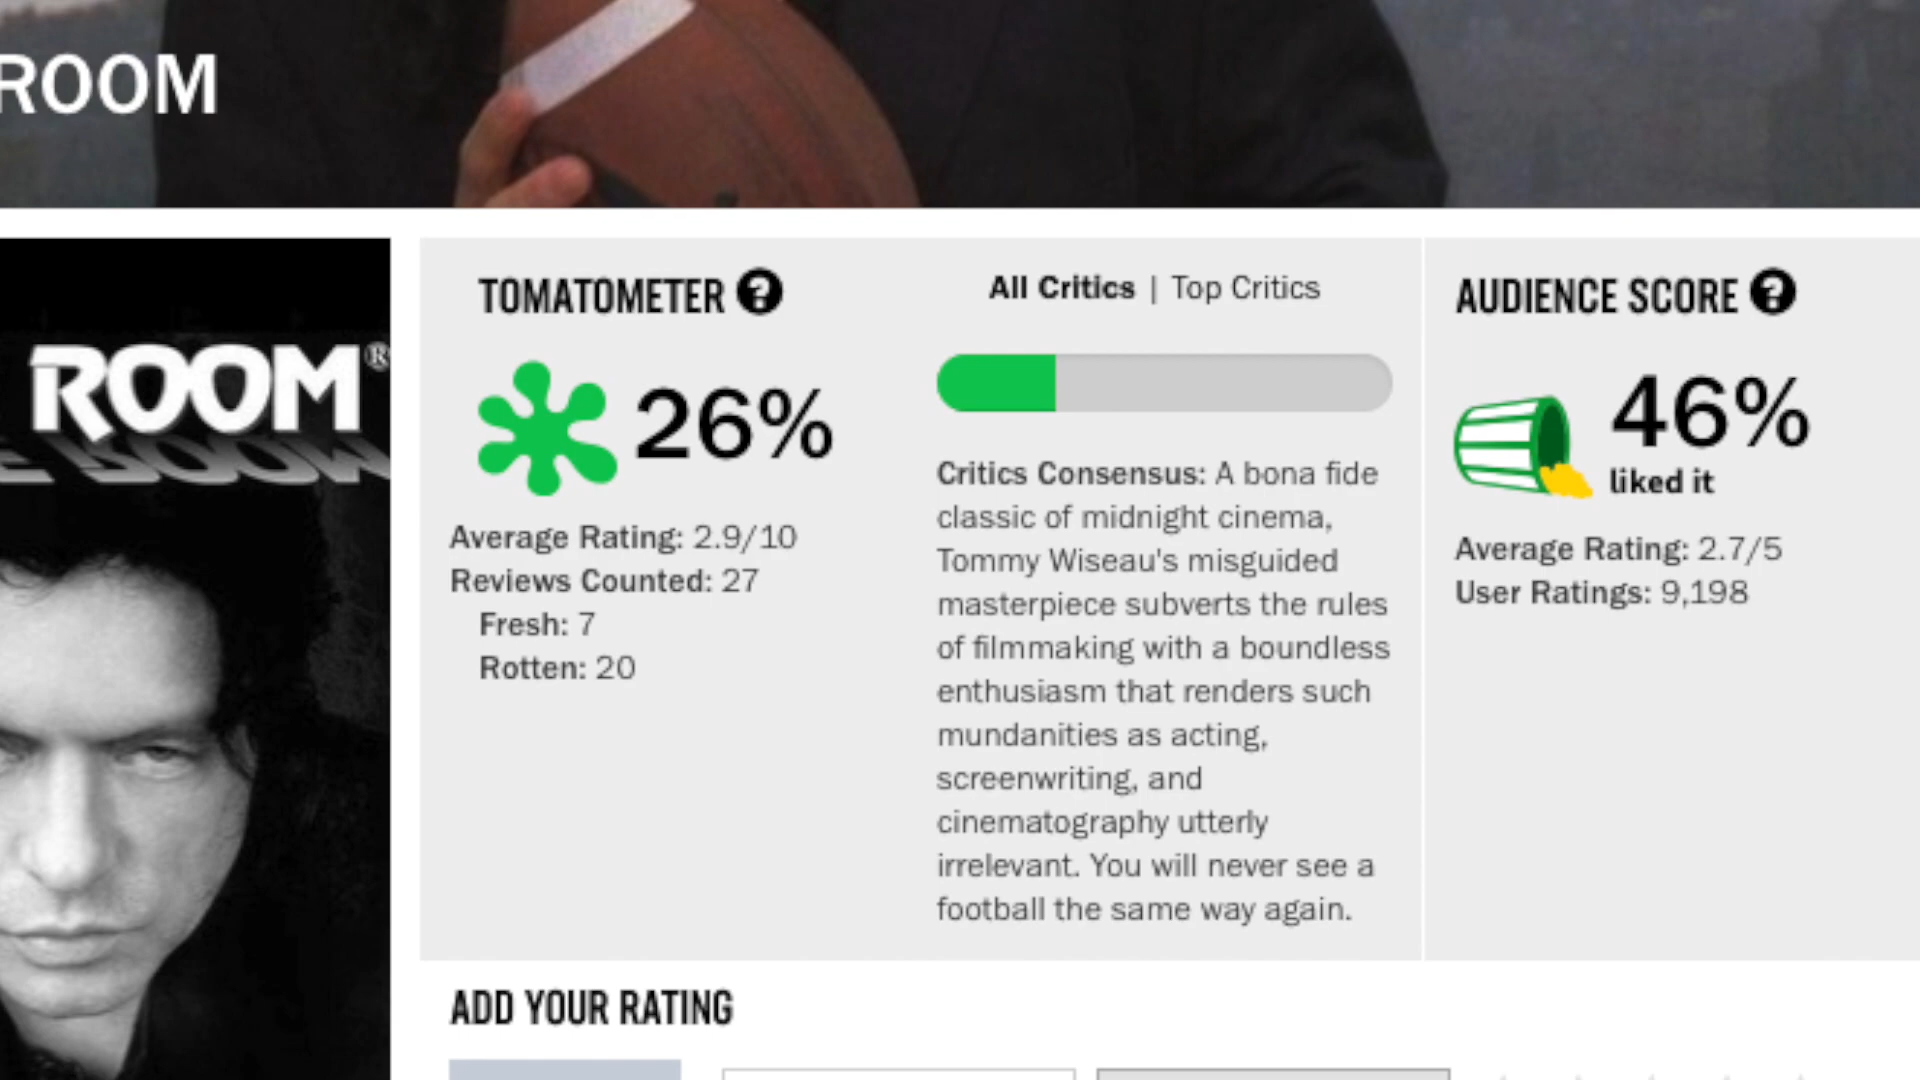 ROOM
ROOM®
TOMATOMETER ?
26%
Average Rating: 2.9/10
Reviews Counted: 27
Fresh: 7
Rotten: 20
All Critics | Top Critics
Critics Consensus: A bona fide
classic of midnight cinema,
Tommy Wiseau's misguided
masterpiece subverts the rules
of filmmaking with a boundless
enthusiasm that renders such
mundanities as acting,
screenwriting, and
cinematography utterly
irrelevant. You will never see a
football the same way again.
AUDIENCE SCORE ?
46%
liked it
Average Rating: 2.7/5
User Ratings: 9,198
ADD YOUR RATING